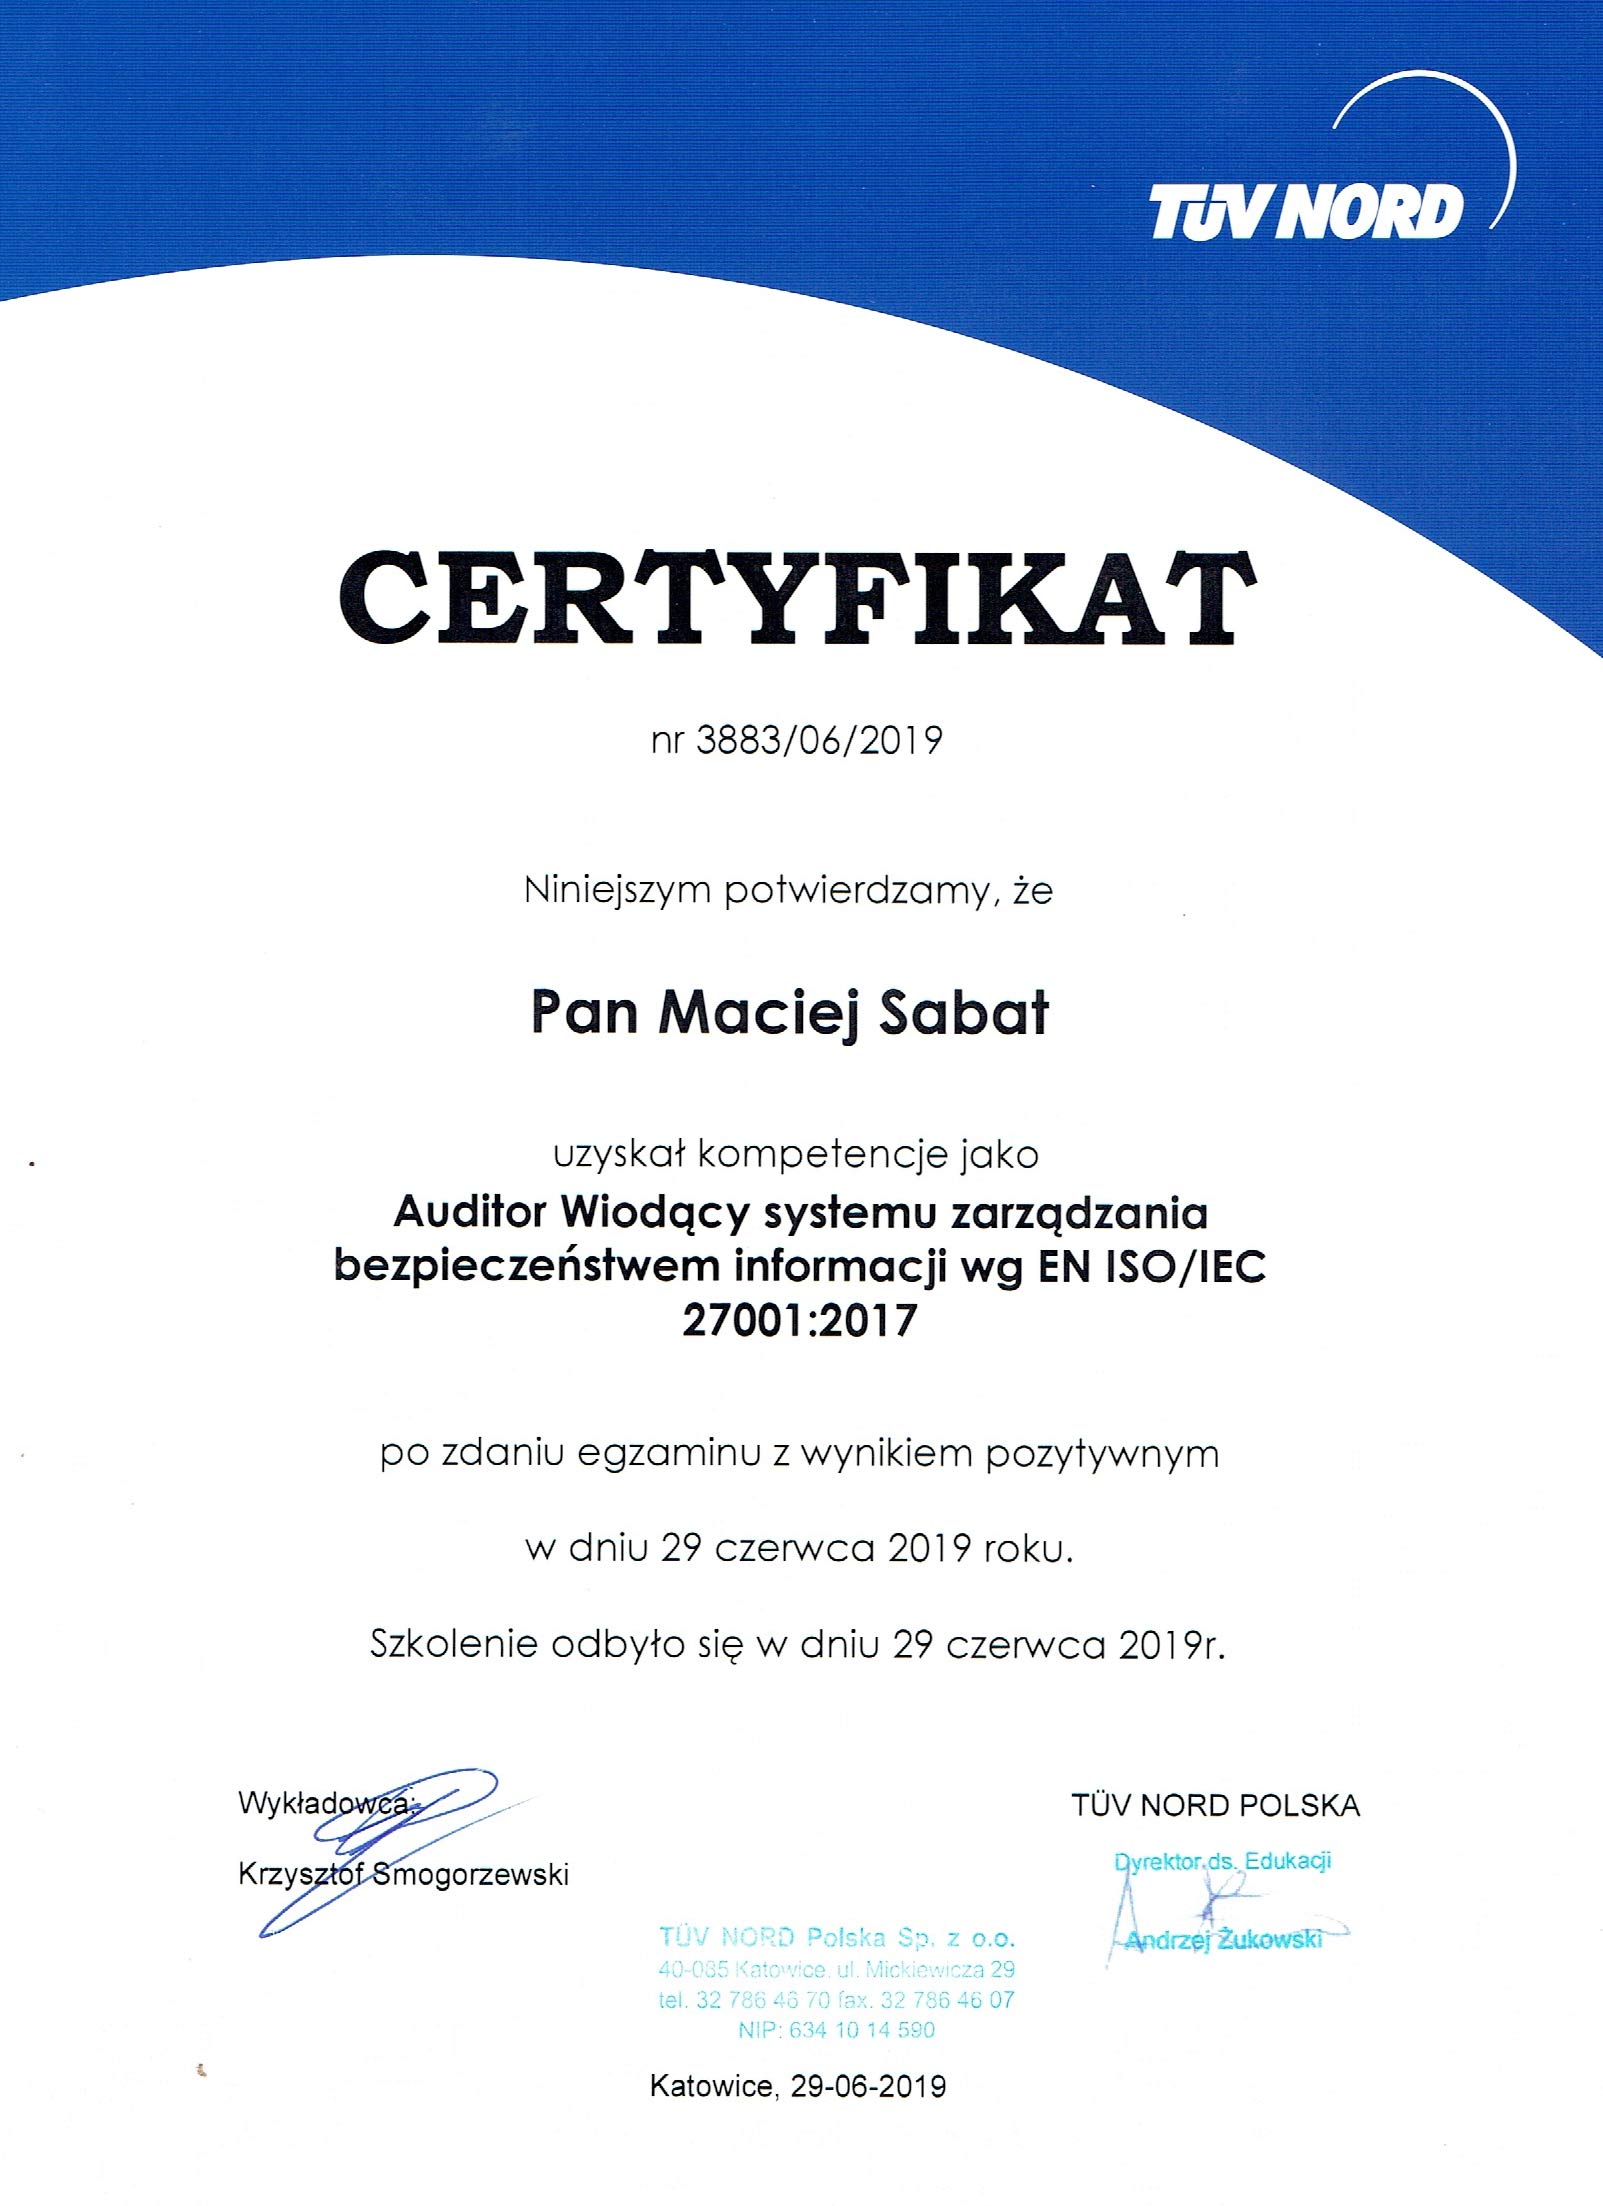 TÜV NORD
CERTYFIKAT
nr 3883/06/2019
Niniejszym potwierdzamy, że
Pan Maciej Sabat
uzyskał kompetencje jako
Auditor Wiodący systemu zarządzania
bezpieczeństwem informacji wg EN ISO/IEC
27001:2017
po zdaniu egzaminu z wynikiem pozytywnym
w dniu 29 czerwca 2019 roku.
Szkolenie odbyło się w dniu 29 czerwca 2019r.
Wykładowca:
Krzysztof Smogorzewski
TÜV NORD POLSKA
Dyrektor ds. Edukacji
Andrzej Żukowski
TÜV NORD Polska Sp. z o.o.
40-085 Katowice, ul. Mickiewicza 29
tel. 32 786 46 70 fax. 32 786 46 07
NIP: 634 10 14 590
Katowice, 29-06-2019